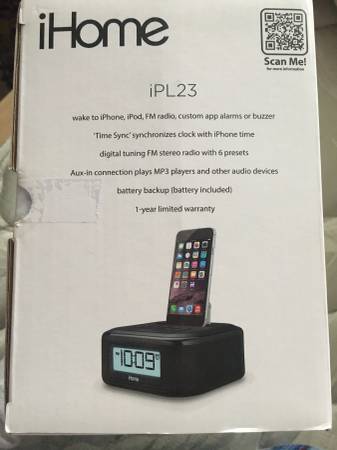 iHome
Scan Me!
for more information
iPL23
wake to iPhone, iPod, FM radio, custom app alarms or buzzer
'Time Sync' synchronizes clock with iPhone time
digital tuning FM stereo radio with 6 presets
Aux-in connection plays MP3 players and other audio devices
battery backup (battery included)
1-year limited warranty
10:09
iHome